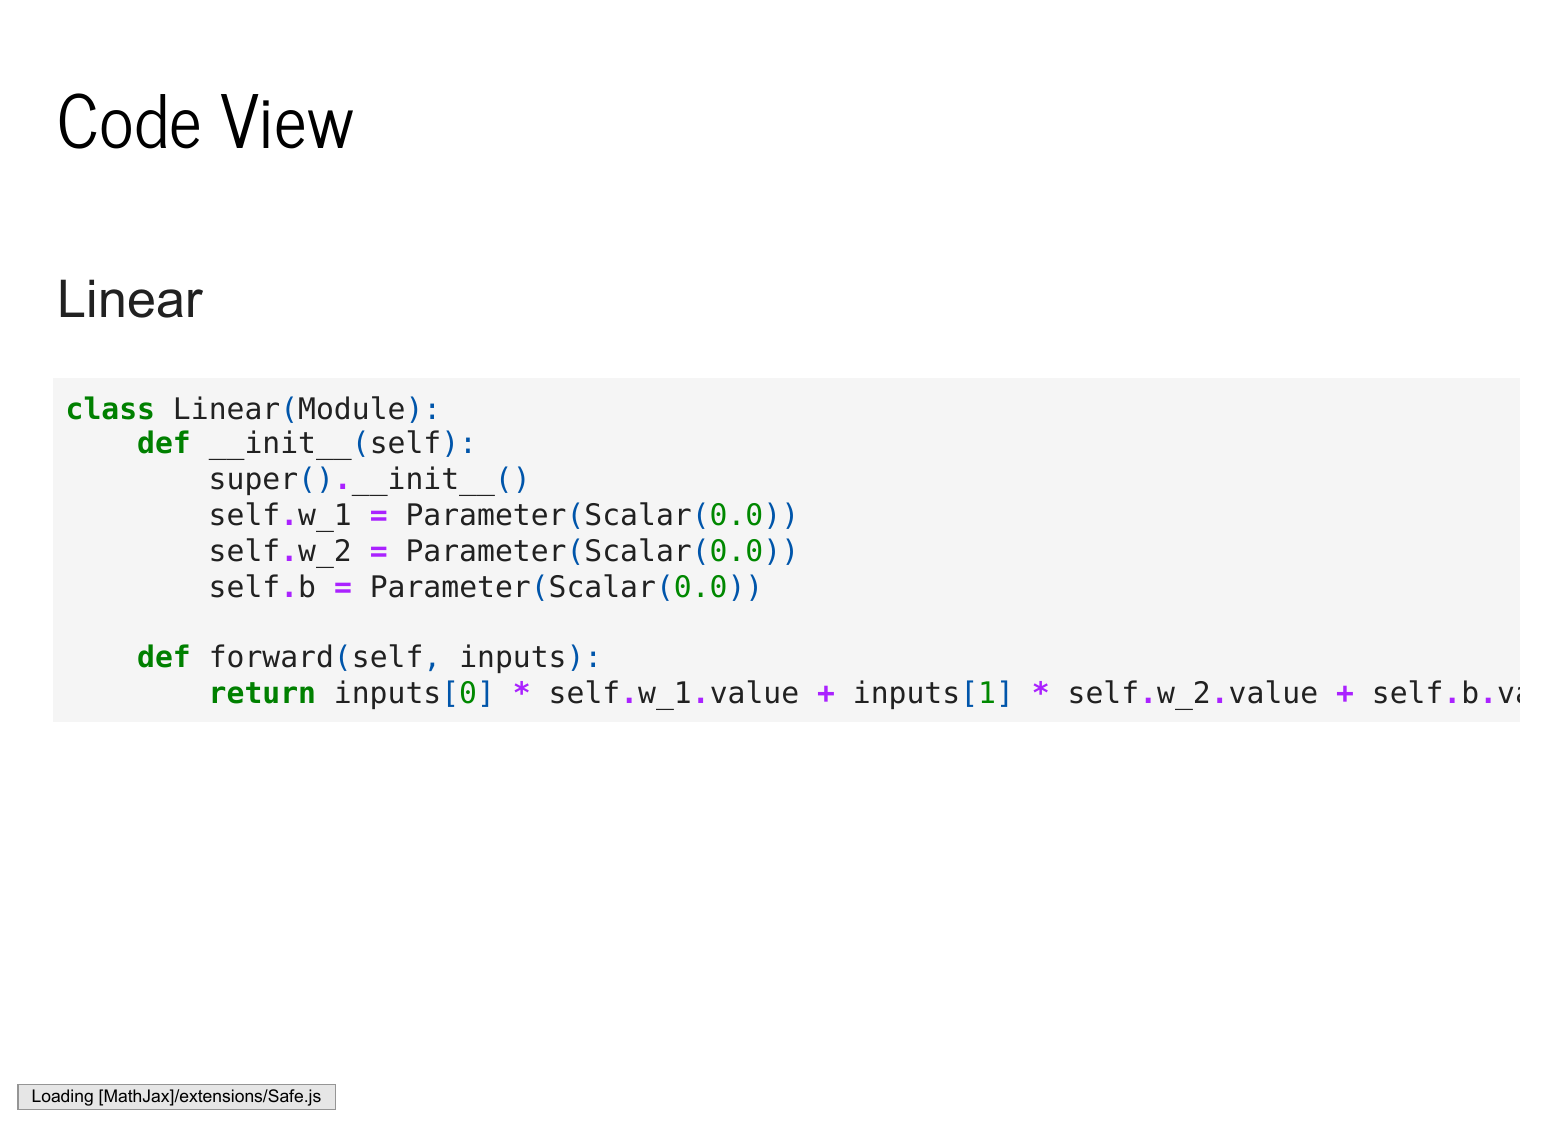 Code View
Linear
class Linear(Module):
    def __init__(self):
        super().__init__()
        self.w_1 = Parameter(Scalar(0.0))
        self.w_2 = Parameter(Scalar(0.0))
        self.b = Parameter(Scalar(0.0))
    def forward(self, inputs):
        return inputs[0] * self.w_1.value + inputs[1] * self.w_2.value + self.b.va
Loading [MathJax]/extensions/Safe.js